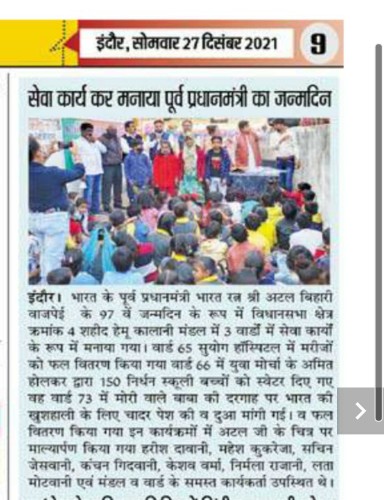 इंदौर, सोमवार 27 दिसंबर 2021
9
सेवा कार्य कर मनाया पूर्व प्रधानमंत्री का जन्मदिन
इंदौर। भारत के पूर्व प्रधानमंत्री भारत रत्न श्री अटल बिहारी
वाजपेई के 97 वें जन्मदिन के रूप में विधानसभा क्षेत्र
क्रमांक 4 शहीद हेमू कालानी मंडल में 3 वार्डों में सेवा कार्यों
के रूप में मनाया गया। वार्ड 65 सुयोग हॉस्पिटल में मरीजों
को फल वितरण किया गया वार्ड 66 में युवा मोर्चा के अमित
होलकर द्वारा 150 निर्धन स्कूली बच्चों को स्वेटर दिए गए
वह वार्ड 73 में मोरी वाले बाबा की दरगाह पर भारत की
खुशहाली के लिए चादर पेश की व दुआ मांगी गई। व फल
वितरण किया गया इन कार्यक्रमों में अटल जी के चित्र पर
माल्यार्पण किया गया हरीश दावानी, महेश कुकरेजा, सचिन
जेसवानी, कंचन गिदवानी, केशव वर्मा, निर्मला राजानी, लता
मोटवानी एवं मंडल व वार्ड के समस्त कार्यकर्ता उपस्थित थे।